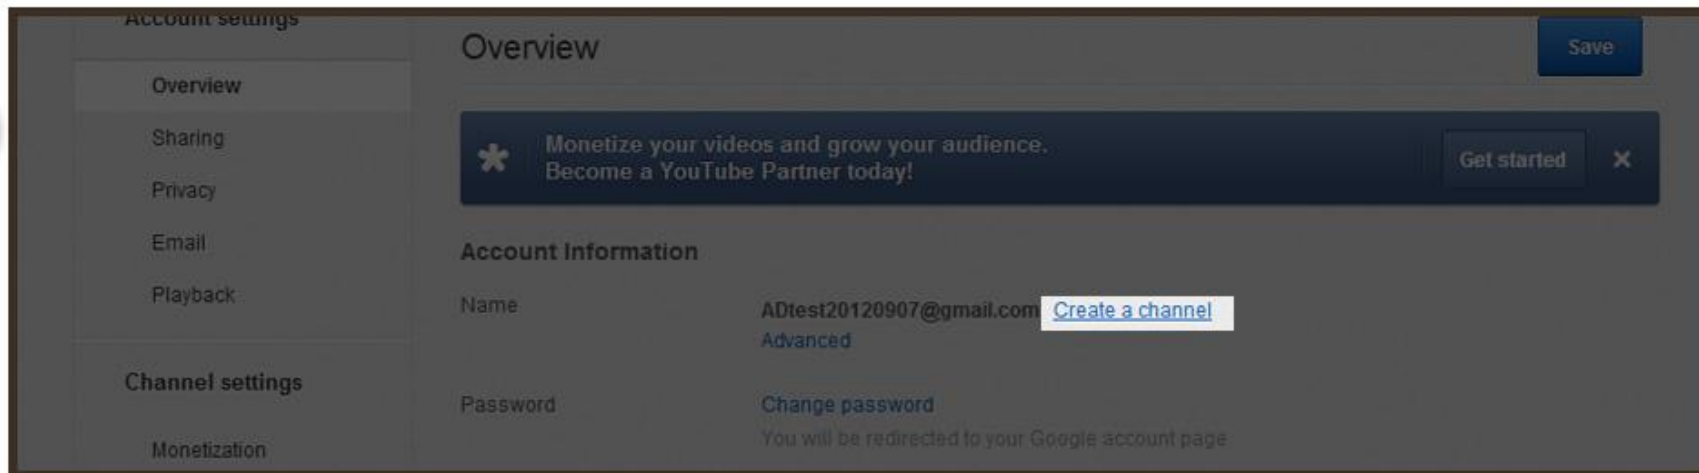 Account settings
Overview
Sharing
Privacy
Email
Playback
Channel settings
Monetization
Overview
Save
Monetize your videos and grow your audience.
Become a YouTube Partner today!
Get started
Account Information
Name
ADtest20120907@gmail.com Create a channel
Advanced
Password
Change password
You will be redirected to your Google account page